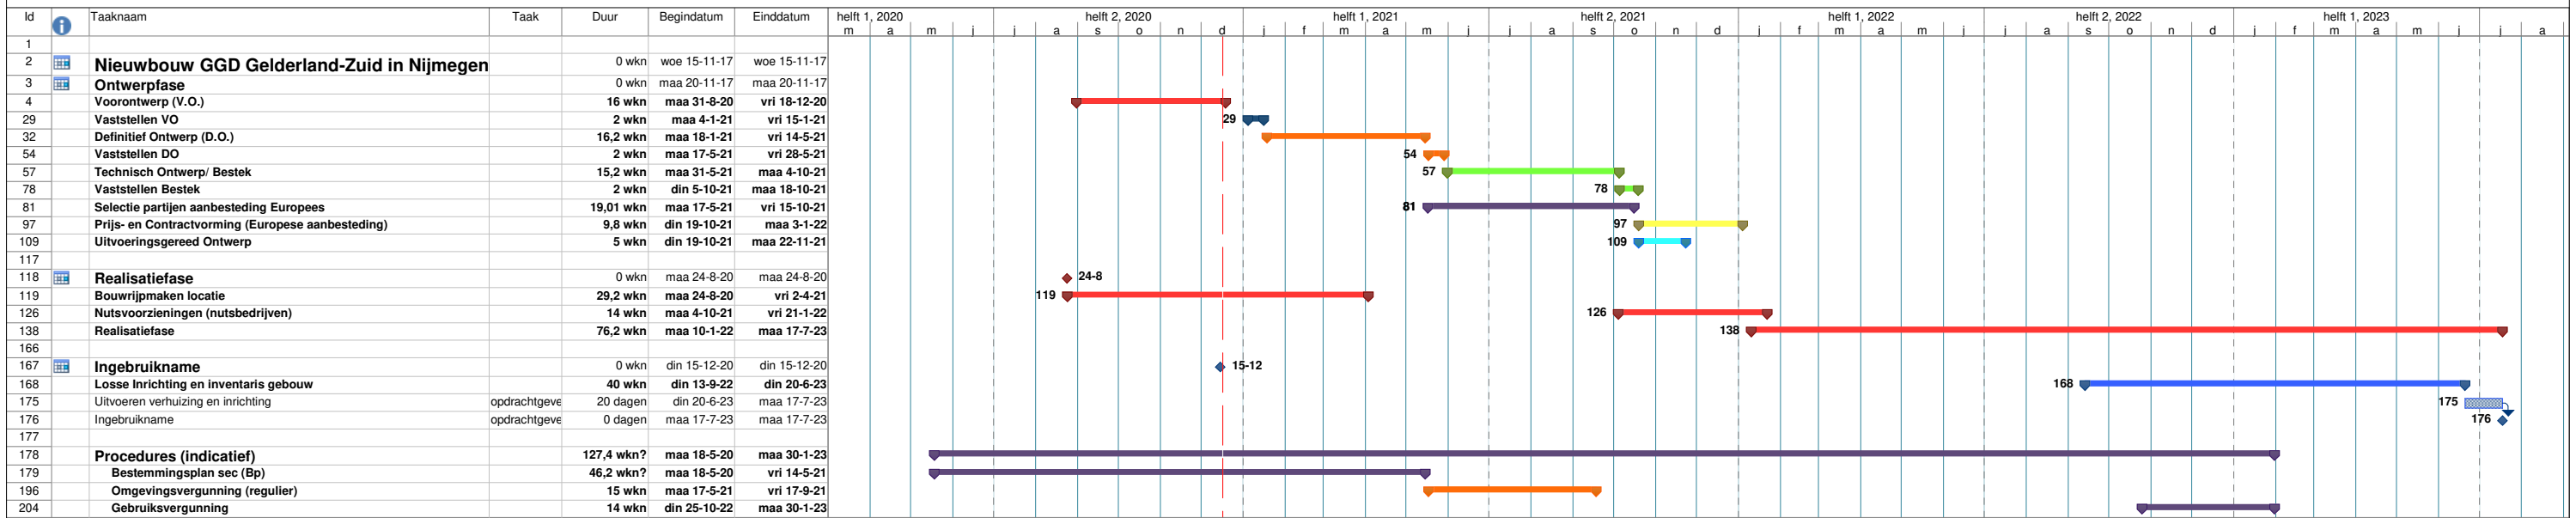 Id Taaknaam Taak Duur Begindatum Einddatum helft 1, 2020 helft 2, 2020 helft 1, 2021 helft 2, 2021 helft 1, 2022 helft 2, 2022 helft 1, 2023
m a m j j a s o n d j f m a m j j a s o n d j f m a m j j a s o n d j f m a m j j a
1
2 Nieuwbouw GGD Gelderland-Zuid in Nijmegen 0 wkn woe 15-11-17 woe 15-11-17
3 Ontwerpfase 0 wkn maa 20-11-17 maa 20-11-17
4 Voorontwerp (V.O.) 16 wkn maa 31-8-20 vri 18-12-20
29 Vaststellen VO 2 wkn maa 4-1-21 vri 15-1-21 29
32 Definitief Ontwerp (D.O.) 16,2 wkn maa 18-1-21 vri 14-5-21
54 Vaststellen DO 2 wkn maa 17-5-21 vri 28-5-21 54
57 Technisch Ontwerp/ Bestek 15,2 wkn maa 31-5-21 maa 4-10-21 57
78 Vaststellen Bestek 2 wkn din 5-10-21 maa 18-10-21 78
81 Selectie partijen aanbesteding Europees 19,01 wkn maa 17-5-21 vri 15-10-21 81
97 Prijs- en Contractvorming (Europese aanbesteding) 9,8 wkn din 19-10-21 maa 3-1-22 97
109 Uitvoeringsgereed Ontwerp 5 wkn din 19-10-21 maa 22-11-21 109
117
118 Realisatiefase 0 wkn maa 24-8-20 maa 24-8-20 24-8
119 Bouwrijpmaken locatie 29,2 wkn maa 24-8-20 vri 2-4-21 119
126 Nutsvoorzieningen (nutsbedrijven) 14 wkn maa 4-10-21 vri 21-1-22 126
138 Realisatiefase 76,2 wkn maa 10-1-22 maa 17-7-23 138
166
167 Ingebruikname 0 wkn din 15-12-20 din 15-12-20 15-12
168 Losse Inrichting en inventaris gebouw 40 wkn din 13-9-22 din 20-6-23 168
175 Uitvoeren verhuizing en inrichting opdrachtgeve 20 dagen din 20-6-23 maa 17-7-23 175
176 Ingebruikname opdrachtgeve 0 dagen maa 17-7-23 maa 17-7-23 176
177
178 Procedures (indicatief) 127,4 wkn? maa 18-5-20 maa 30-1-23
179 Bestemmingsplan sec (Bp) 46,2 wkn? maa 18-5-20 vri 14-5-21
196 Omgevingsvergunning (regulier) 15 wkn maa 17-5-21 vri 17-9-21
204 Gebruiksvergunning 14 wkn din 25-10-22 maa 30-1-23